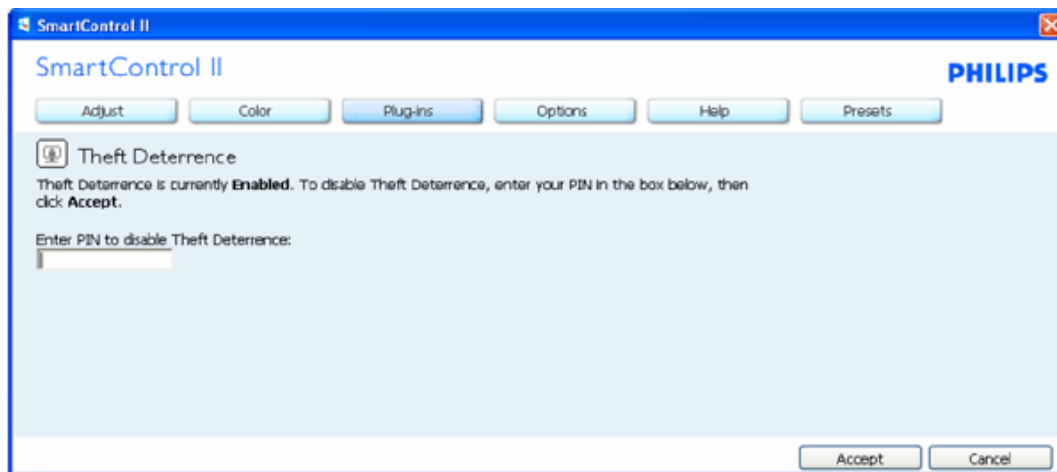 SmartControl II
SmartControl II
PHILIPS
Adjust Color Plug-ins Options Help Presets
Theft Deterrence
Theft Deterrence is currently Enabled. To disable Theft Deterrence, enter your PIN in the box below, then
click Accept.
Enter PIN to disable Theft Deterrence:
Accept Cancel